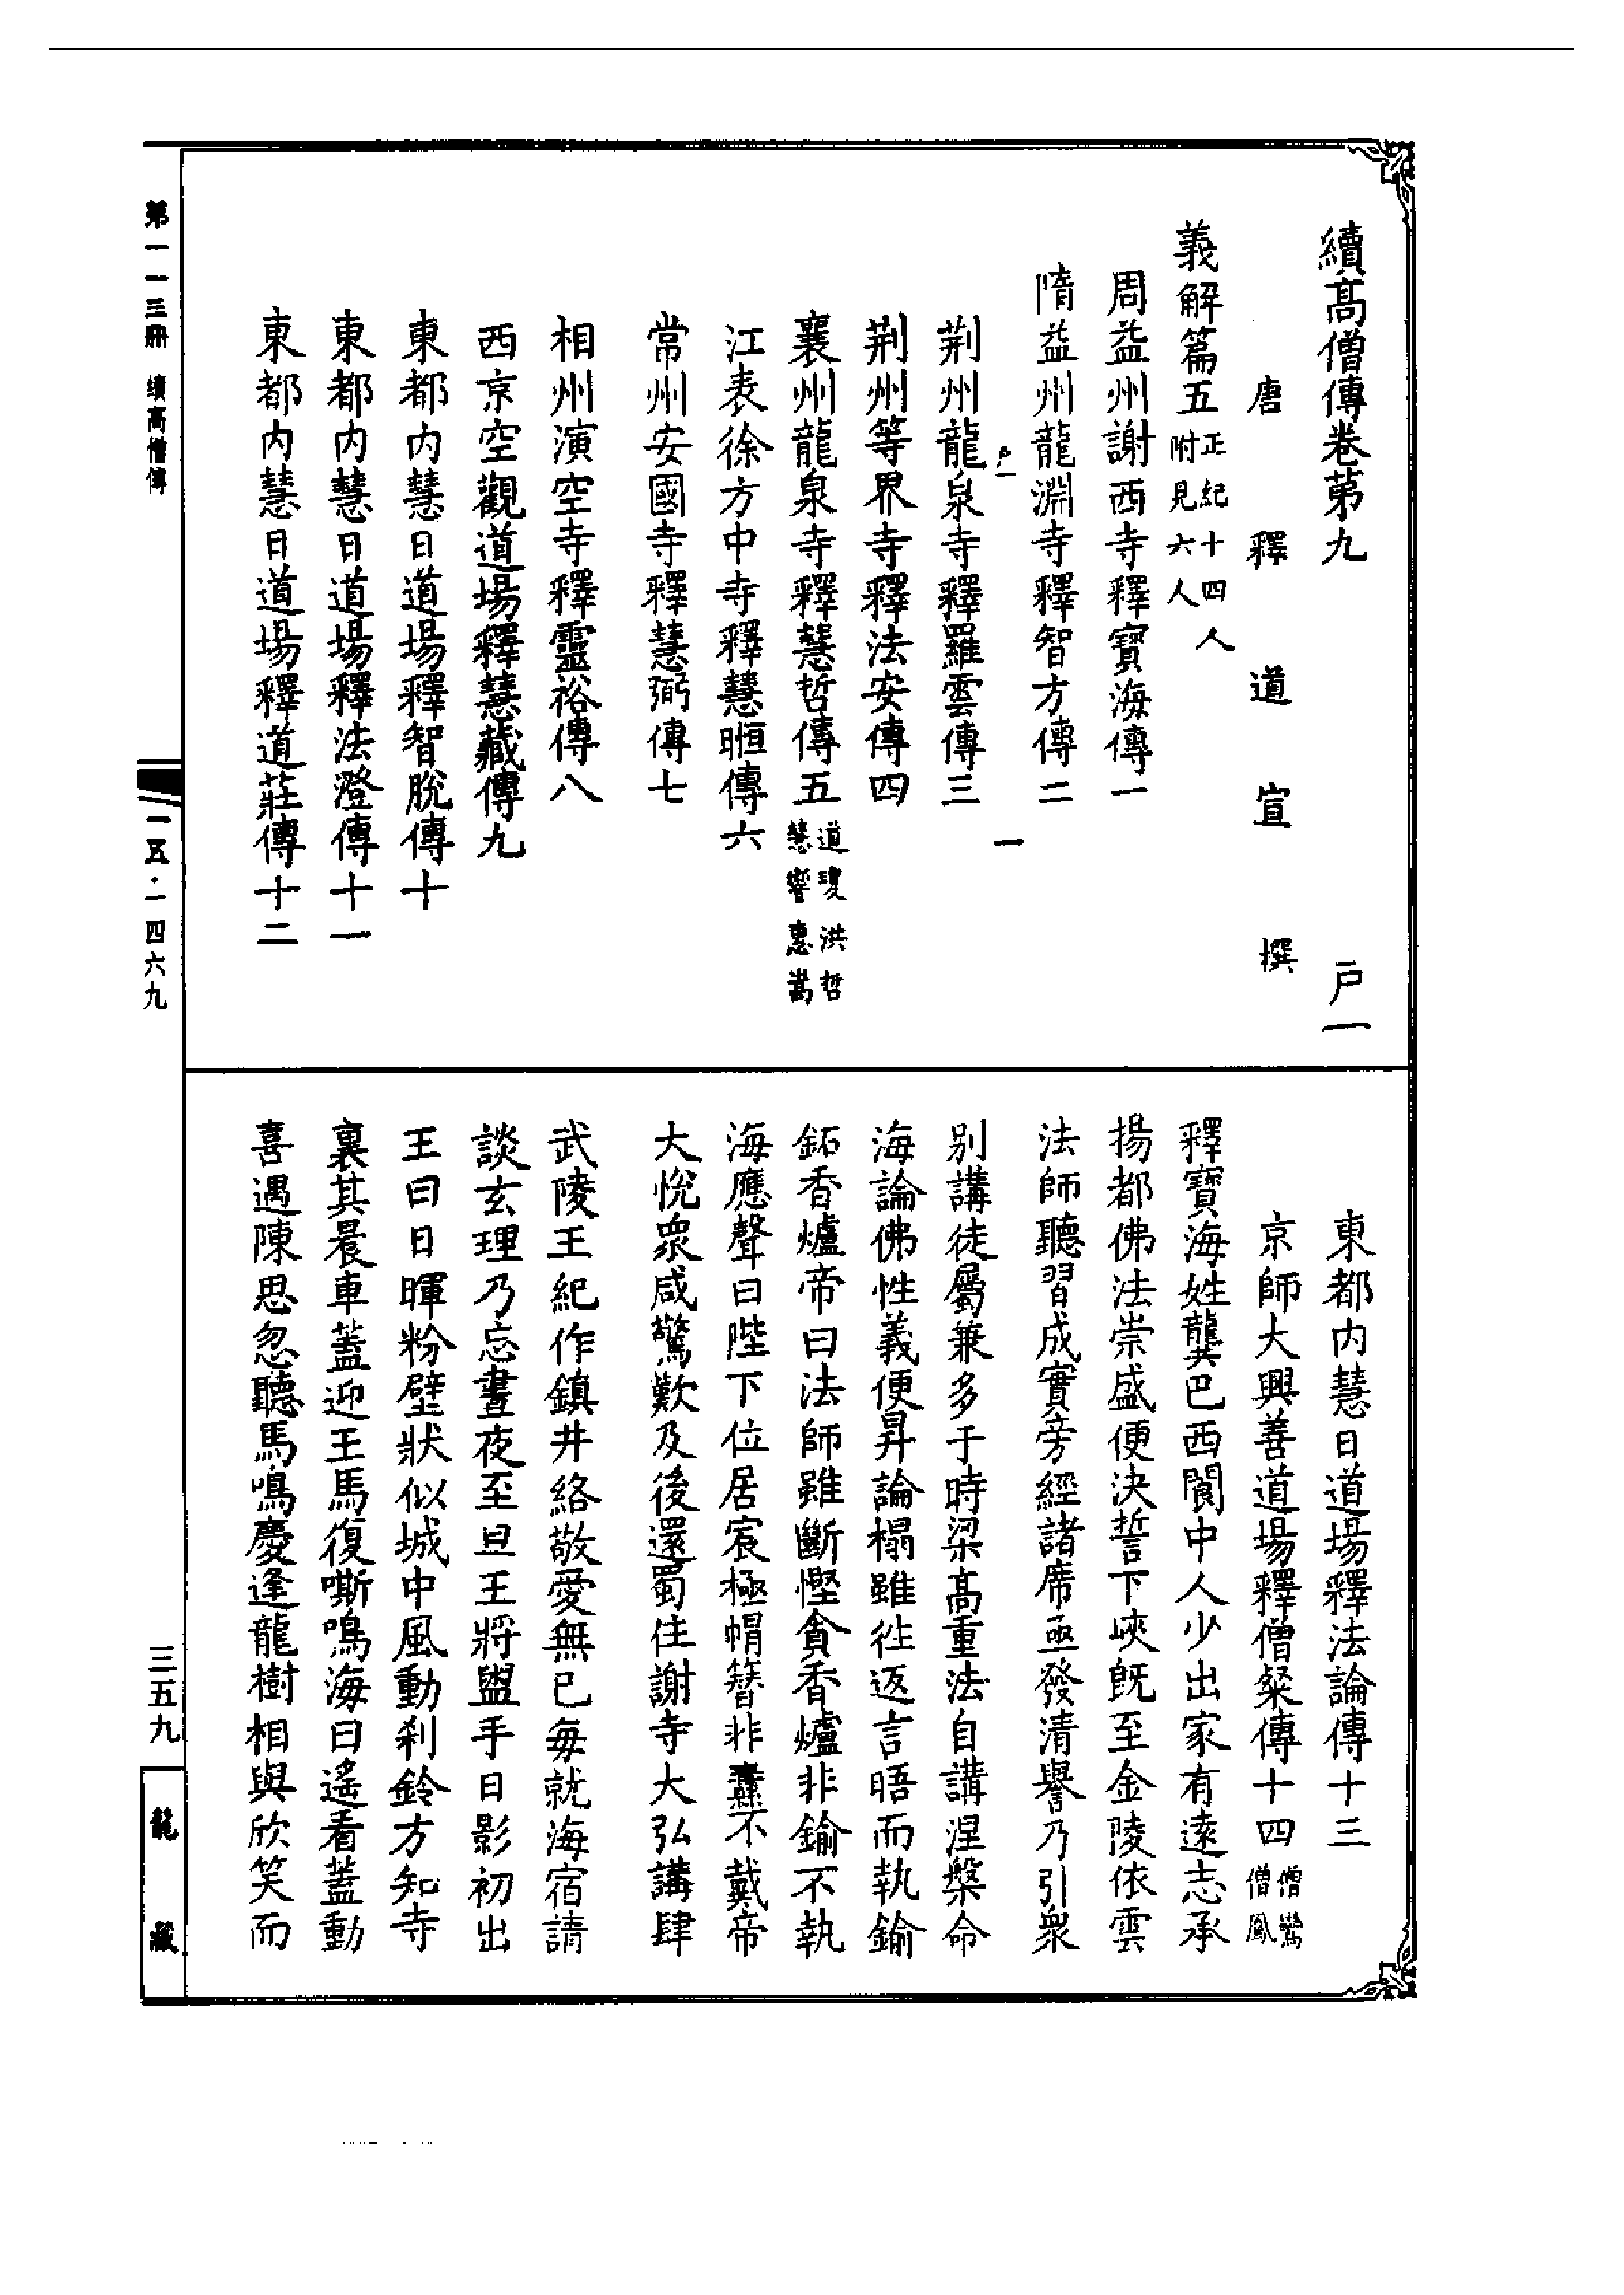 續高僧傳卷第九　户一
唐釋道宣撰
義解篇五正紀十四人附見六人
周益州謝西寺釋寶海傳一
隋益州龍淵寺釋智方傳二
户一　一
荆州龍泉寺釋羅雲傳三
荆州等界寺釋法安傳四
襄州龍泉寺釋慧哲傳五道瓊洪哲慧嚮惠嵩
江表徐方中寺釋慧暅傳六
常州安國寺釋慧弼傳七
相州演空寺釋靈裕傳八
西京空觀道場釋慧藏傳九
東都内慧日道場釋智脫傳十
東都内慧日道場釋法澄傳十一
東都内慧日道場釋道莊傳十二
東都内慧日道場釋法論傳十三
京師大興善道場釋僧粲傳十四僧鸞僧鳳
釋寶海姓龔巴西閬中人少出家有遠志承
揚都佛法崇盛便決誓下峽既至金陵依雲
法師聽習成實旁經諸席亟發清譽乃引衆
别講徒屬兼多于時梁髙重法自講涅槃命
海論佛性義便昇論榻雖徃返言晤而執鍮
鉐香爐帝曰法師雖斷慳貪香爐非鍮不執
海應聲曰陛下位居宸極帽簪非纛不戴帝
大悅衆咸驚歎及後還蜀住謝寺大弘講肆
武陵王紀作鎮井絡敬愛無已每就海宿請
談玄理乃忘晝夜至旦王將盥手日影初出
王曰日暉粉壁狀似城中風動刹鈴方知寺
裏其晨車蓋迎王馬復嘶鳴海曰遙看蓋動
喜遇陳思忽聽馬鳴慶逢龍樹相與欣笑而
第一一三册　續高僧傳
一五·一四六九
三五九
龍藏